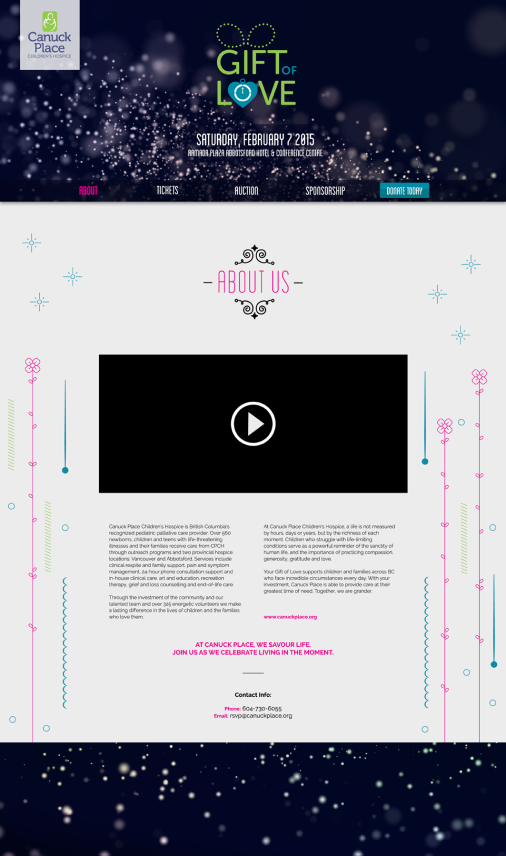 Canuck
Place
CHILDREN'S HOSPICE
GIFT OF
LOVE
SATURDAY, FEBRUARY 7 2015
RAMADA PLAZA ABBOTSFORD HOTEL & CONFERENCE CENTRE
ABOUT
TICKETS
AUCTION
SPONSORSHIP
DONATE TODAY
ABOUT US
Canuck Place Children's Hospice is British Columbia's
recognized pediatric palliative care provider. Over 560
newborns, children and teens with life-threatening
illnesses and their families receive care from CPCH
through outreach programs and two provincial hospice
locations: Vancouver and Abbotsford. Services include
clinical respite and family support, pain and symptom
management, 24 hour phone consultation support and
in-house clinical care, art and education, recreation
therapy, grief and loss counselling and end-of-life care.
Through the investment of the community and our
talented team and over 325 energetic volunteers we make
a lasting difference in the lives of children and the families
who love them.
At Canuck Place Children's Hospice, a life is not measured
by hours, days or years, but by the richness of each
moment. Children who struggle with life-limiting
conditions serve as a powerful reminder of the sanctity of
human life, and the importance of practicing compassion,
generosity, gratitude and love.
Your Gift of Love supports children and families across BC
who face incredible circumstances every day. With your
investment, Canuck Place is able to provide care at their
greatest time of need. Together, we are grander.
www.canuckplace.org
AT CANUCK PLACE, WE SAVOUR LIFE.
JOIN US AS WE CELEBRATE LIVING IN THE MOMENT.
Contact Info:
Phone: 604-730-6055
Email: rsvp@canuckplace.org